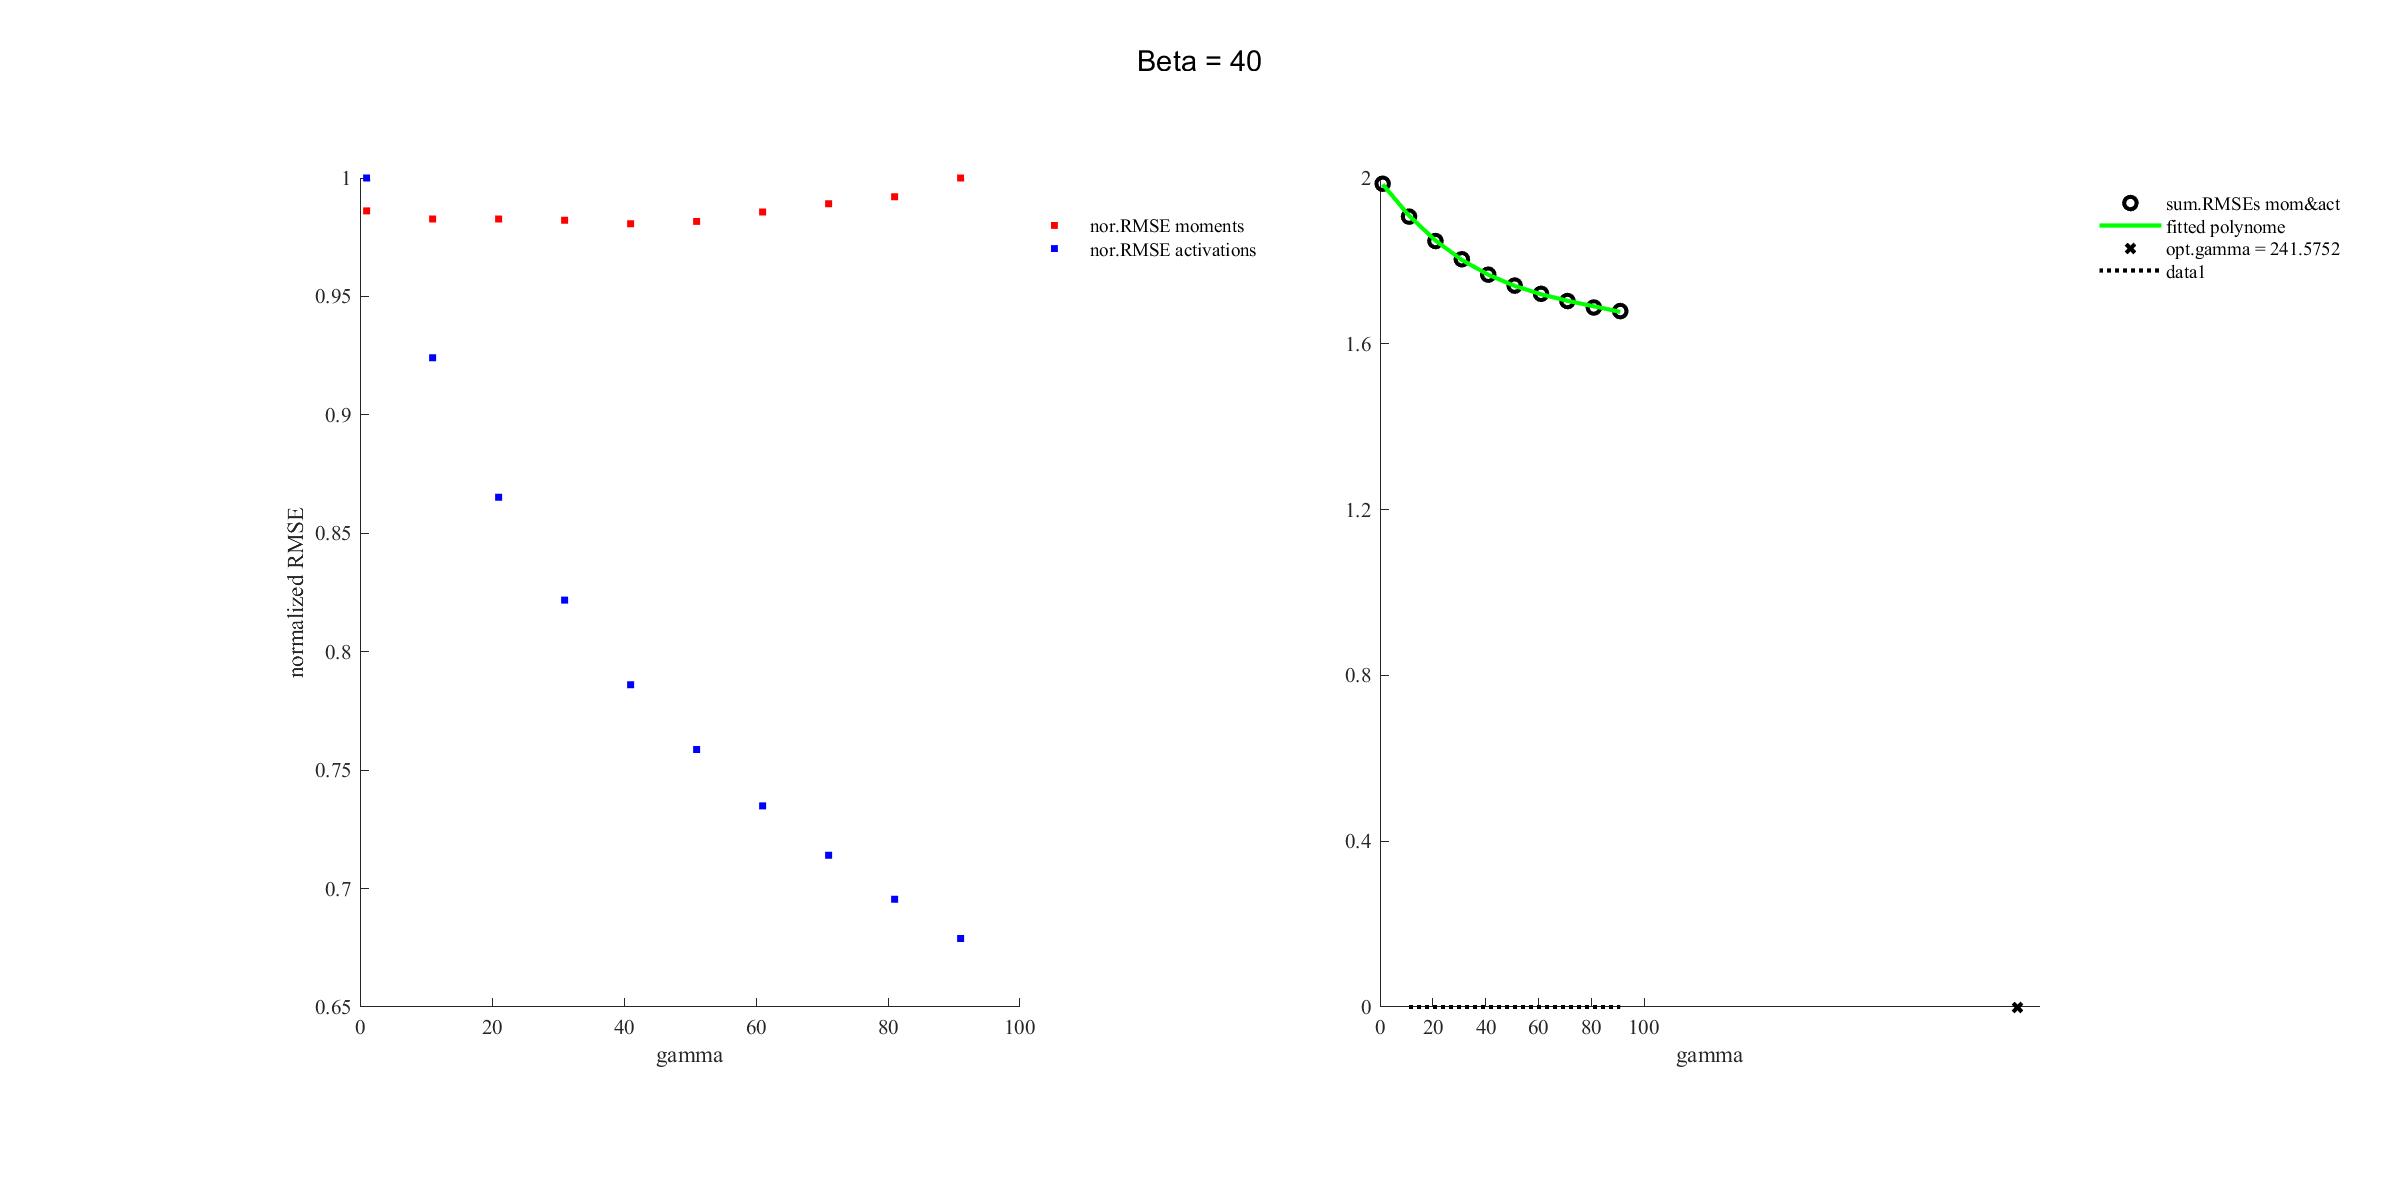 Beta = 40
1
0.95
0.9
0.85
0.8
0.75
0.7
0.65
normalized RMSE
0 20 40 60 80 100
gamma
nor.RMSE moments
nor.RMSE activations
2
1.6
1.2
0.8
0.4
0
0 20 40 60 80 100
gamma
sum.RMSEs mom&act
fitted polynome
opt.gamma = 241.5752
data1